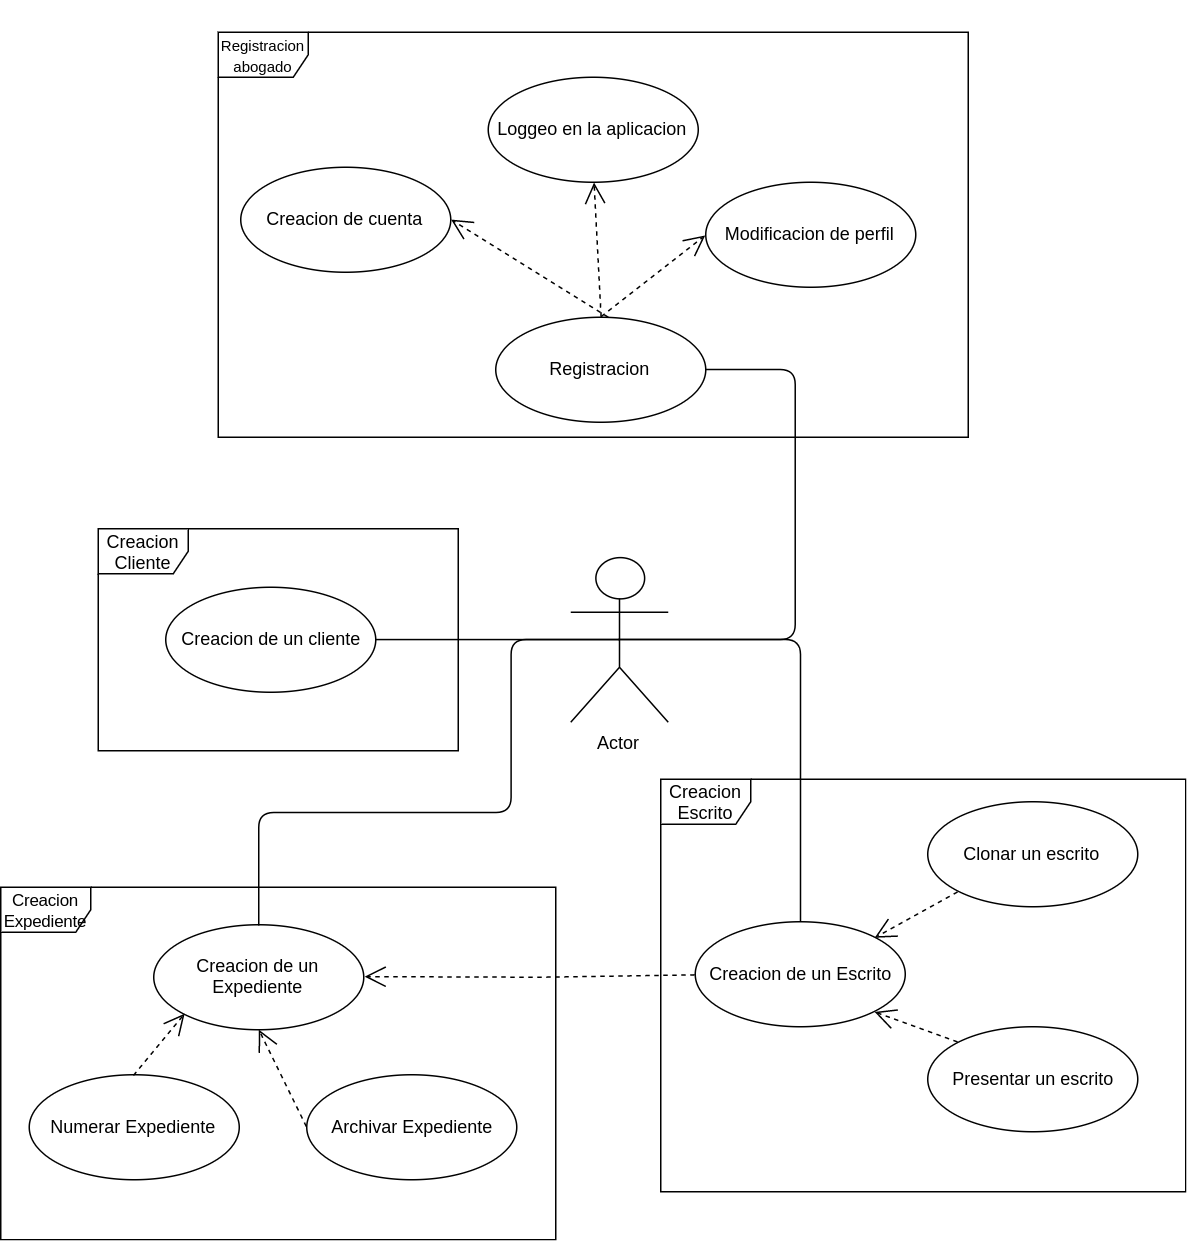 Registracion
abogado
Loggeo en la aplicacion
Creacion de cuenta
Modificacion de perfil
Registracion
Creacion
Cliente
Creacion de un cliente
Actor
Creacion
Escrito
Clonar un escrito
Creacion de un Escrito
Presentar un escrito
Creacion
Expediente
Creacion de un
Expediente
Numerar Expediente
Archivar Expediente